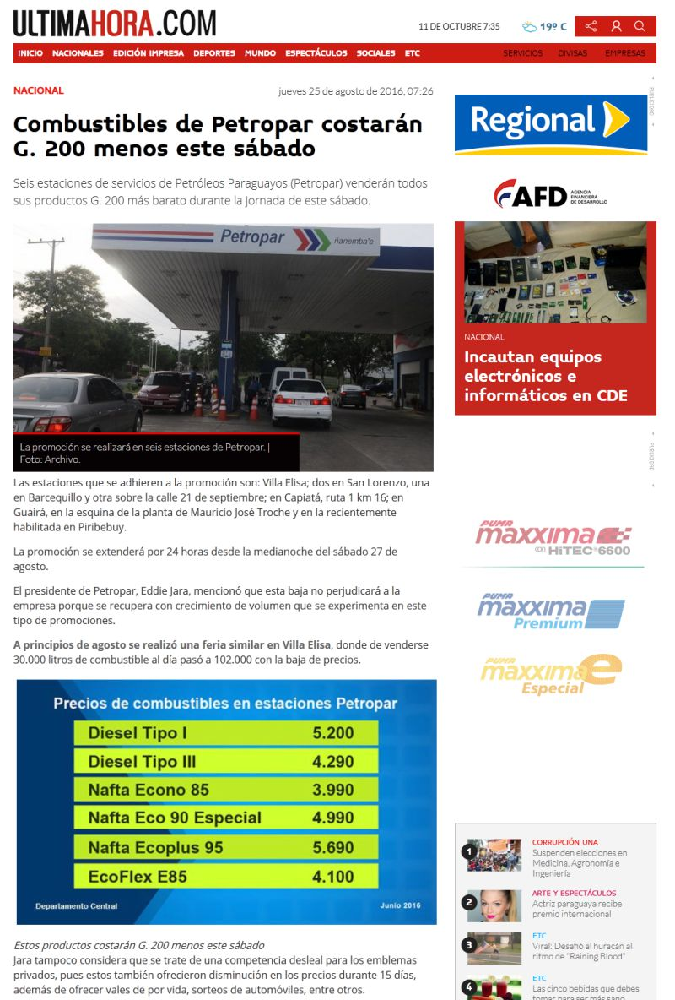 ULTIMAHORA.COM
11 DE OCTUBRE 7:35
19º C
INICIO NACIONALES EDICIÓN IMPRESA DEPORTES MUNDO ESPECTÁCULOS SOCIALES ETC
SERVICIOS DIVISAS EMPRESAS
NACIONAL
jueves 25 de agosto de 2016, 07:26
Combustibles de Petropar costarán
G. 200 menos este sábado
Seis estaciones de servicios de Petróleos Paraguayos (Petropar) venderán todos
sus productos G. 200 más barato durante la jornada de este sábado.
Petropar
ñanemba'e
La promoción se realizará en seis estaciones de Petropar. |
Foto: Archivo.
Las estaciones que se adhieren a la promoción son: Villa Elisa; dos en San Lorenzo, una
en Barcequillo y otra sobre la calle 21 de septiembre; en Capiatá, ruta 1 km 16; en
Guairá, en la esquina de la planta de Mauricio José Troche y en la recientemente
habilitada en Piribebuy.
La promoción se extenderá por 24 horas desde la medianoche del sábado 27 de
agosto.
El presidente de Petropar, Eddie Jara, mencionó que esta baja no perjudicará a la
empresa porque se recupera con crecimiento de volumen que se experimenta en este
tipo de promociones.
A principios de agosto se realizó una feria similar en Villa Elisa, donde de venderse
30.000 litros de combustible al día pasó a 102.000 con la baja de precios.
Precios de combustibles en estaciones Petropar
Diesel Tipo I 5.200
Diesel Tipo III 4.290
Nafta Econo 85 3.990
Nafta Eco 90 Especial 4.990
Nafta Ecoplus 95 5.690
EcoFlex E85 4.100
Departamento Central
Junio 2016
Estos productos costarán G. 200 menos este sábado
Jara tampoco considera que se trate de una competencia desleal para los emblemas
privados, pues estos también ofrecieron disminución en los precios durante 15 días,
además de ofrecer vales de por vida, sorteos de automóviles, entre otros.
PUBLICIDAD
Regional
AFD
AGENCIA
FINANCIERA
DE DESARROLLO
NACIONAL
Incautan equipos
electrónicos e
informáticos en CDE
PUBLICIDAD
PUMA
maxxima
con HiTEC®6600
PUMA
maxxima
Premium
PUMA
maxxima e
Especial
1
CORRUPCIÓN UNA
Suspenden elecciones en
Medicina, Agronomía e
Ingeniería
2
ARTE Y ESPECTÁCULOS
Actriz paraguaya recibe
premio internacional
3
ETC
Viral: Desafió al huracán al
ritmo de "Raining Blood"
4
ETC
Las cinco bebidas que debes
tomar para ser más sano